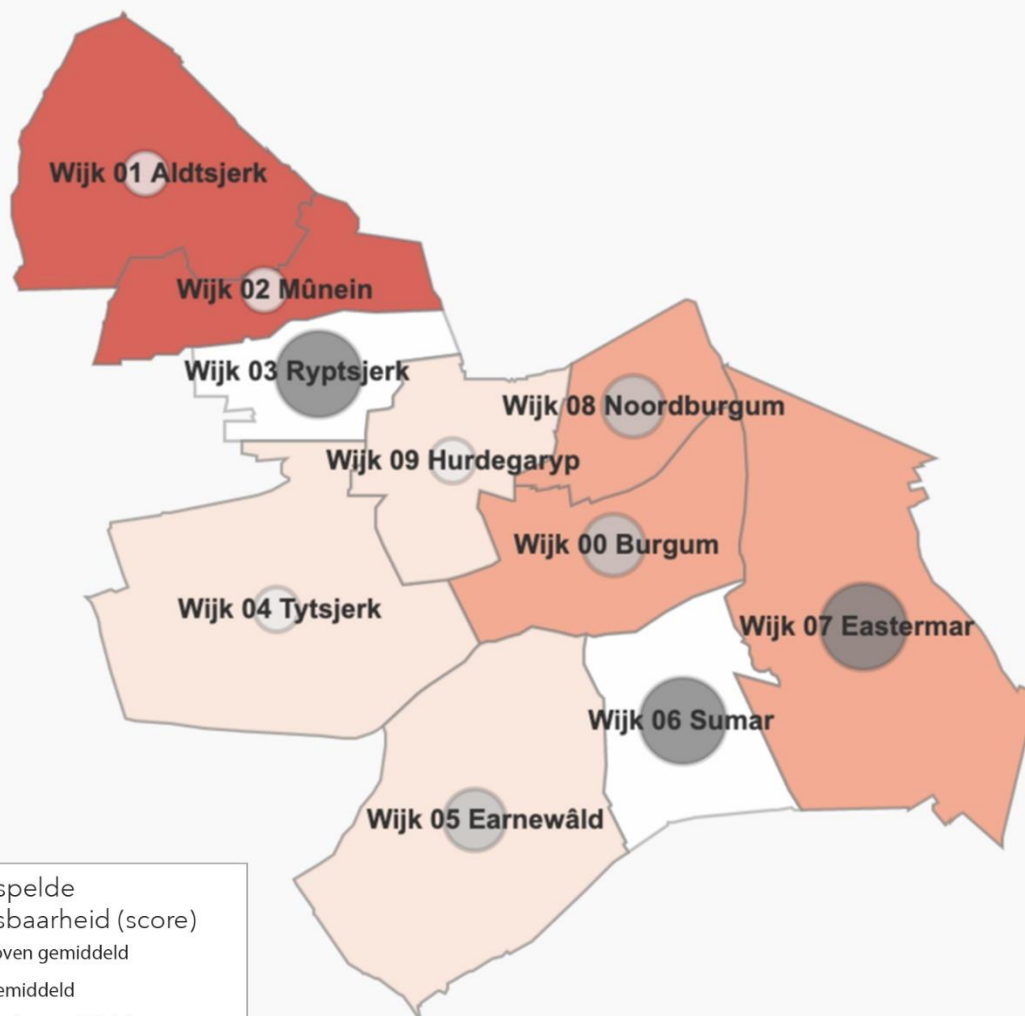 Wijk 01 Aldtsjerk
Wijk 02 Mûnein
Wijk 03 Ryptsjerk
Wijk 08 Noordburgum
Wijk 09 Hurdegaryp
Wijk 00 Burgum
Wijk 04 Tytsjerk
Wijk 07 Eastermar
Wijk 06 Sumar
Wijk 05 Earnewâld
spelde
sbaarheid (score)
oven gemiddeld
emiddeld